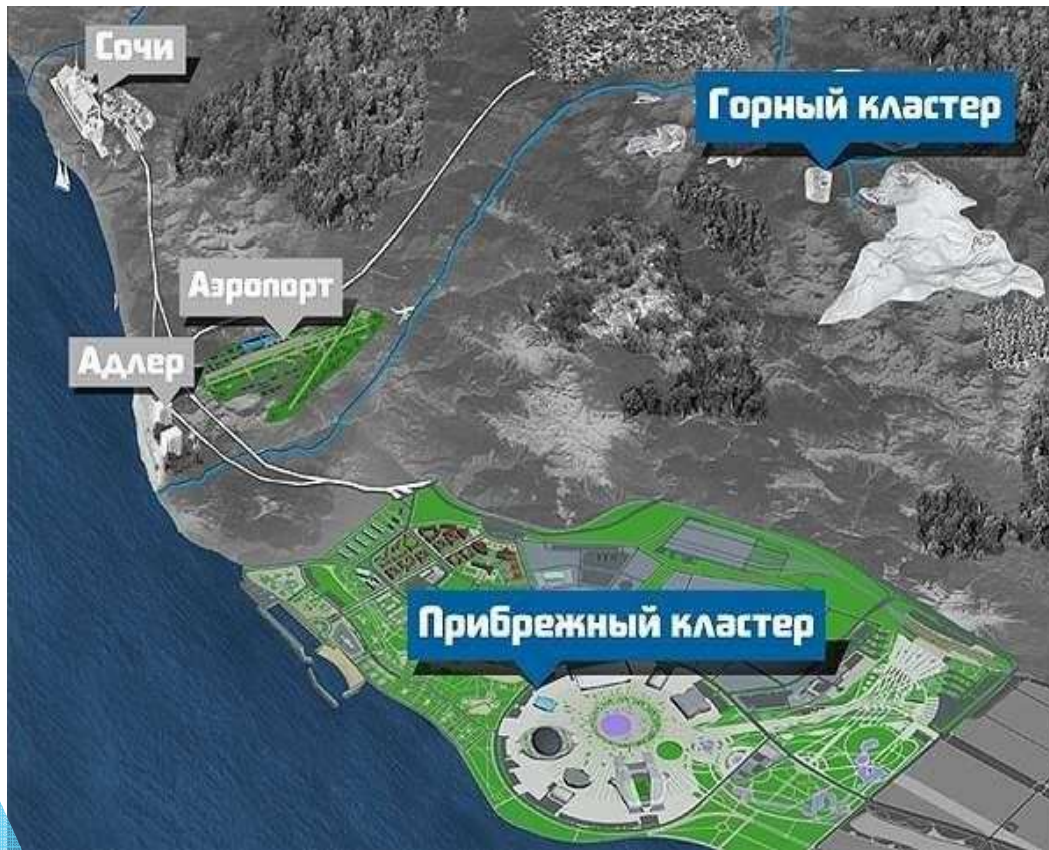 Сочи
Горный кластер
Аэропорт
Адлер
Прибрежный кластер